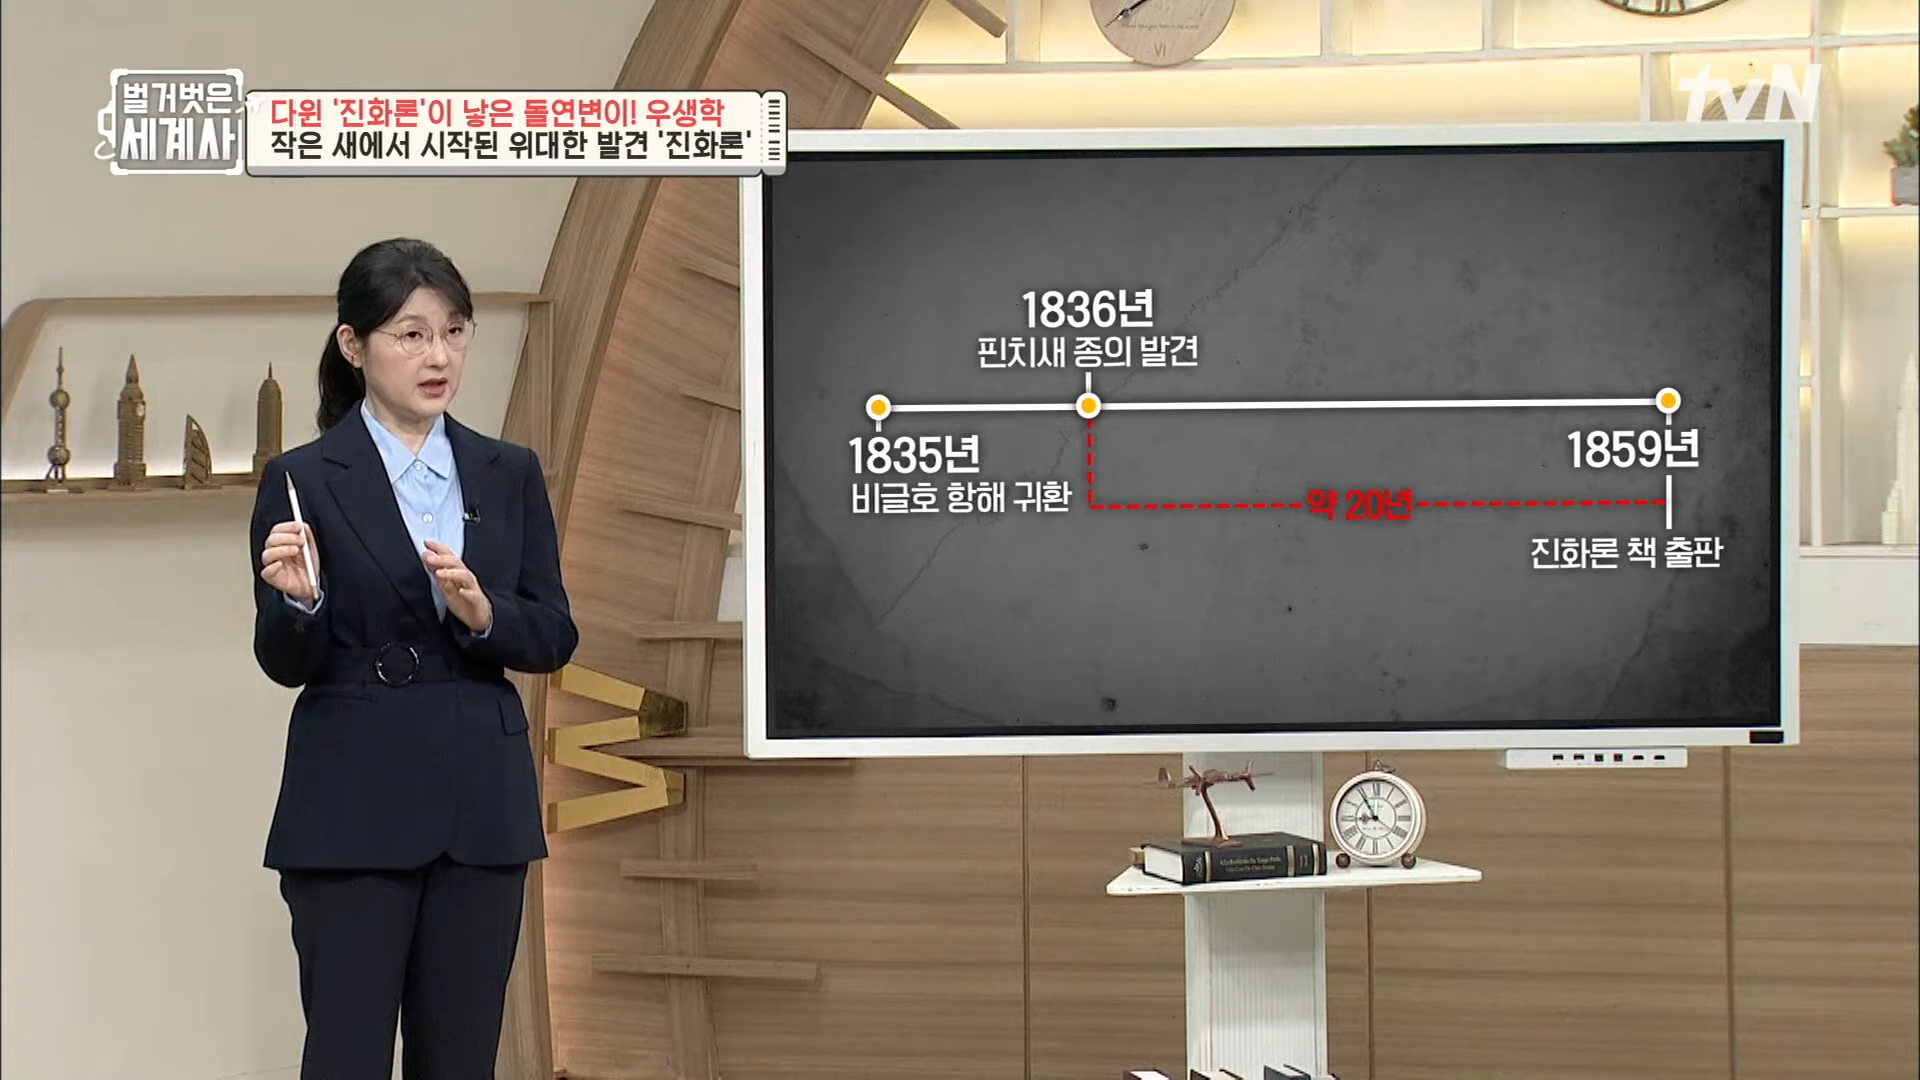 벌거벗은
세계사
다윈 '진화론'이 낳은 돌연변이! 우생학
작은 새에서 시작된 위대한 발견 '진화론'
tvN
1836년
핀치새 종의 발견
1835년
비글호 항해 귀환
약 20년
1859년
진화론 책 출판
VI